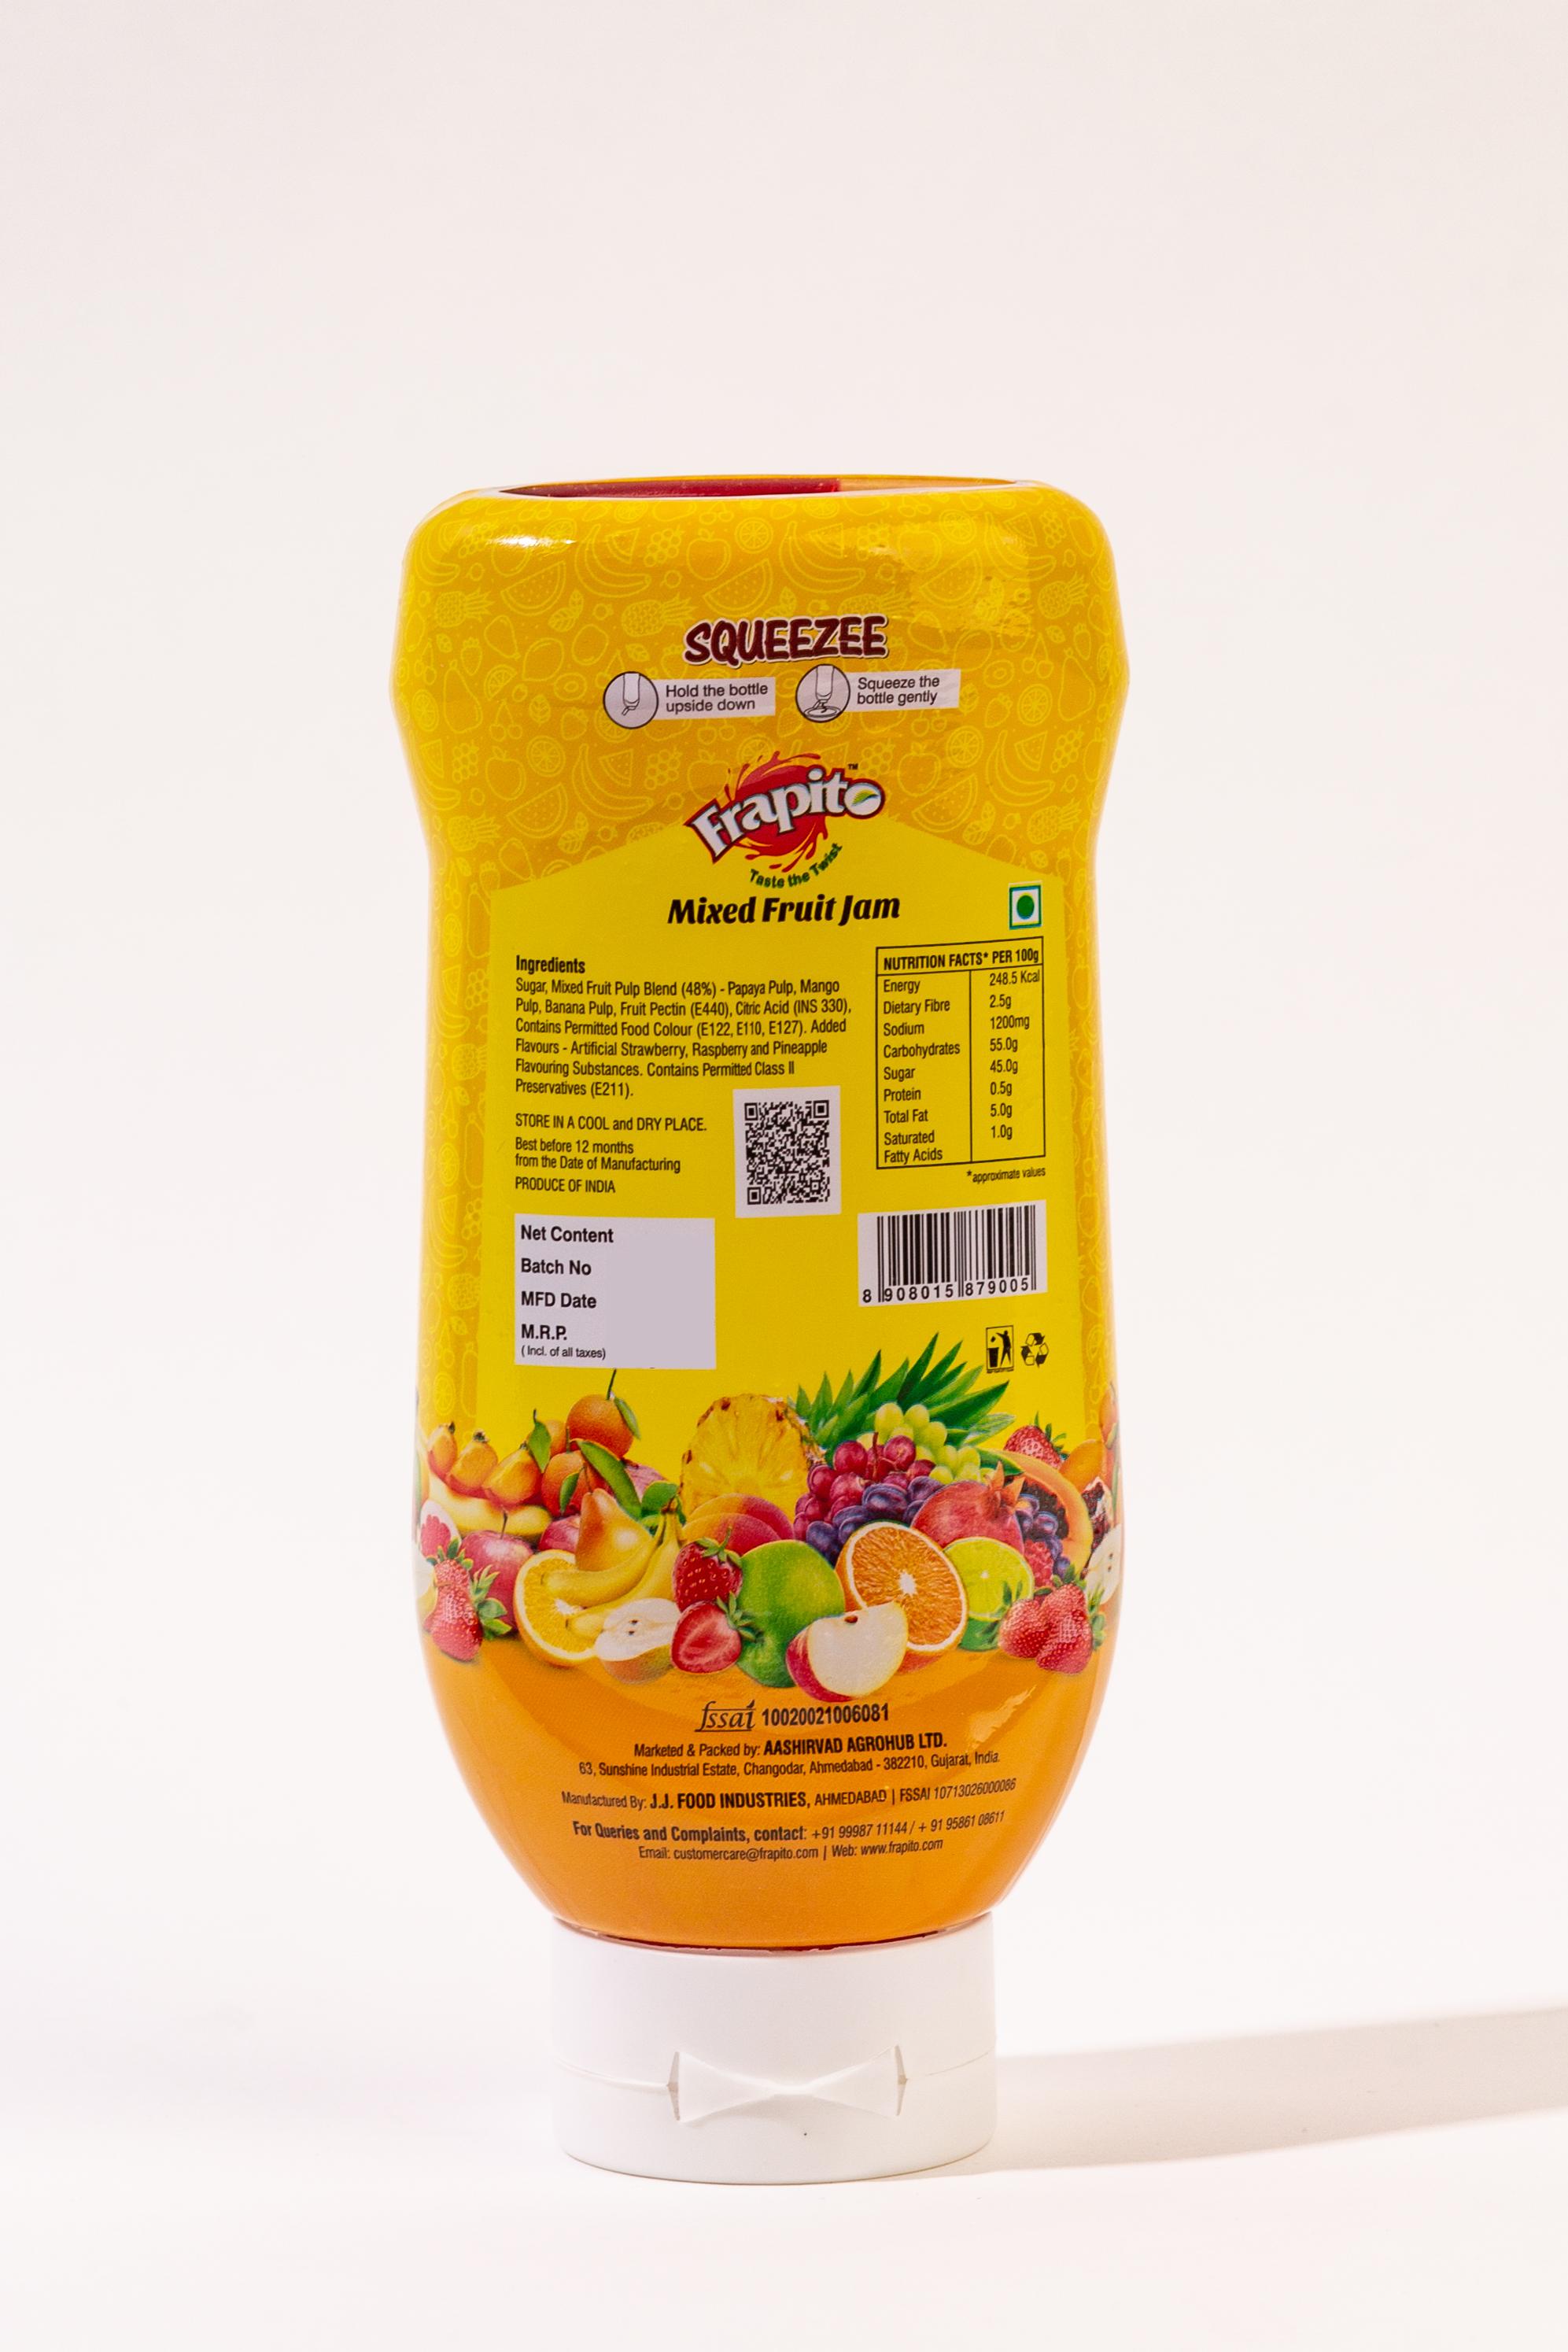 SQUEEZEE
Hold the bottle
upside down
Squeeze the
bottle gently
Frapito™
Taste the Twist
Mixed Fruit Jam
Ingredients
Sugar, Mixed Fruit Pulp Blend (48%) - Papaya Pulp, Mango
Pulp, Banana Pulp, Fruit Pectin (E440), Citric Acid (INS 330),
Contains Permitted Food Colour (E122, E110, E127). Added
Flavours - Artificial Strawberry, Raspberry and Pineapple
Flavouring Substances. Contains Permitted Class II
Preservatives (E211).
STORE IN A COOL and DRY PLACE.
Best before 12 months
from the Date of Manufacturing
PRODUCE OF INDIA
NUTRITION FACTS* PER 100g
Energy 248.5 Kcal
Dietary Fibre 2.5g
Sodium 1200mg
Carbohydrates 55.0g
Sugar 45.0g
Protein 0.5g
Total Fat 5.0g
Saturated 1.0g
Fatty Acids
*approximate values
Net Content
Batch No
MFD Date
M.R.P.
( Incl. of all taxes)
8 908015 879005
fssai 10020021006081
Marketed & Packed by: AASHIRVAD AGROHUB LTD.
63, Sunshine Industrial Estate, Changodar, Ahmedabad - 382210, Gujarat, India.
Manufactured By: J.J. FOOD INDUSTRIES, AHMEDABAD | FSSAI 10713026000086
For Queries and Complaints, contact: +91 99987 11144 / + 91 95861 08611
Email: customercare@frapito.com | Web: www.frapito.com